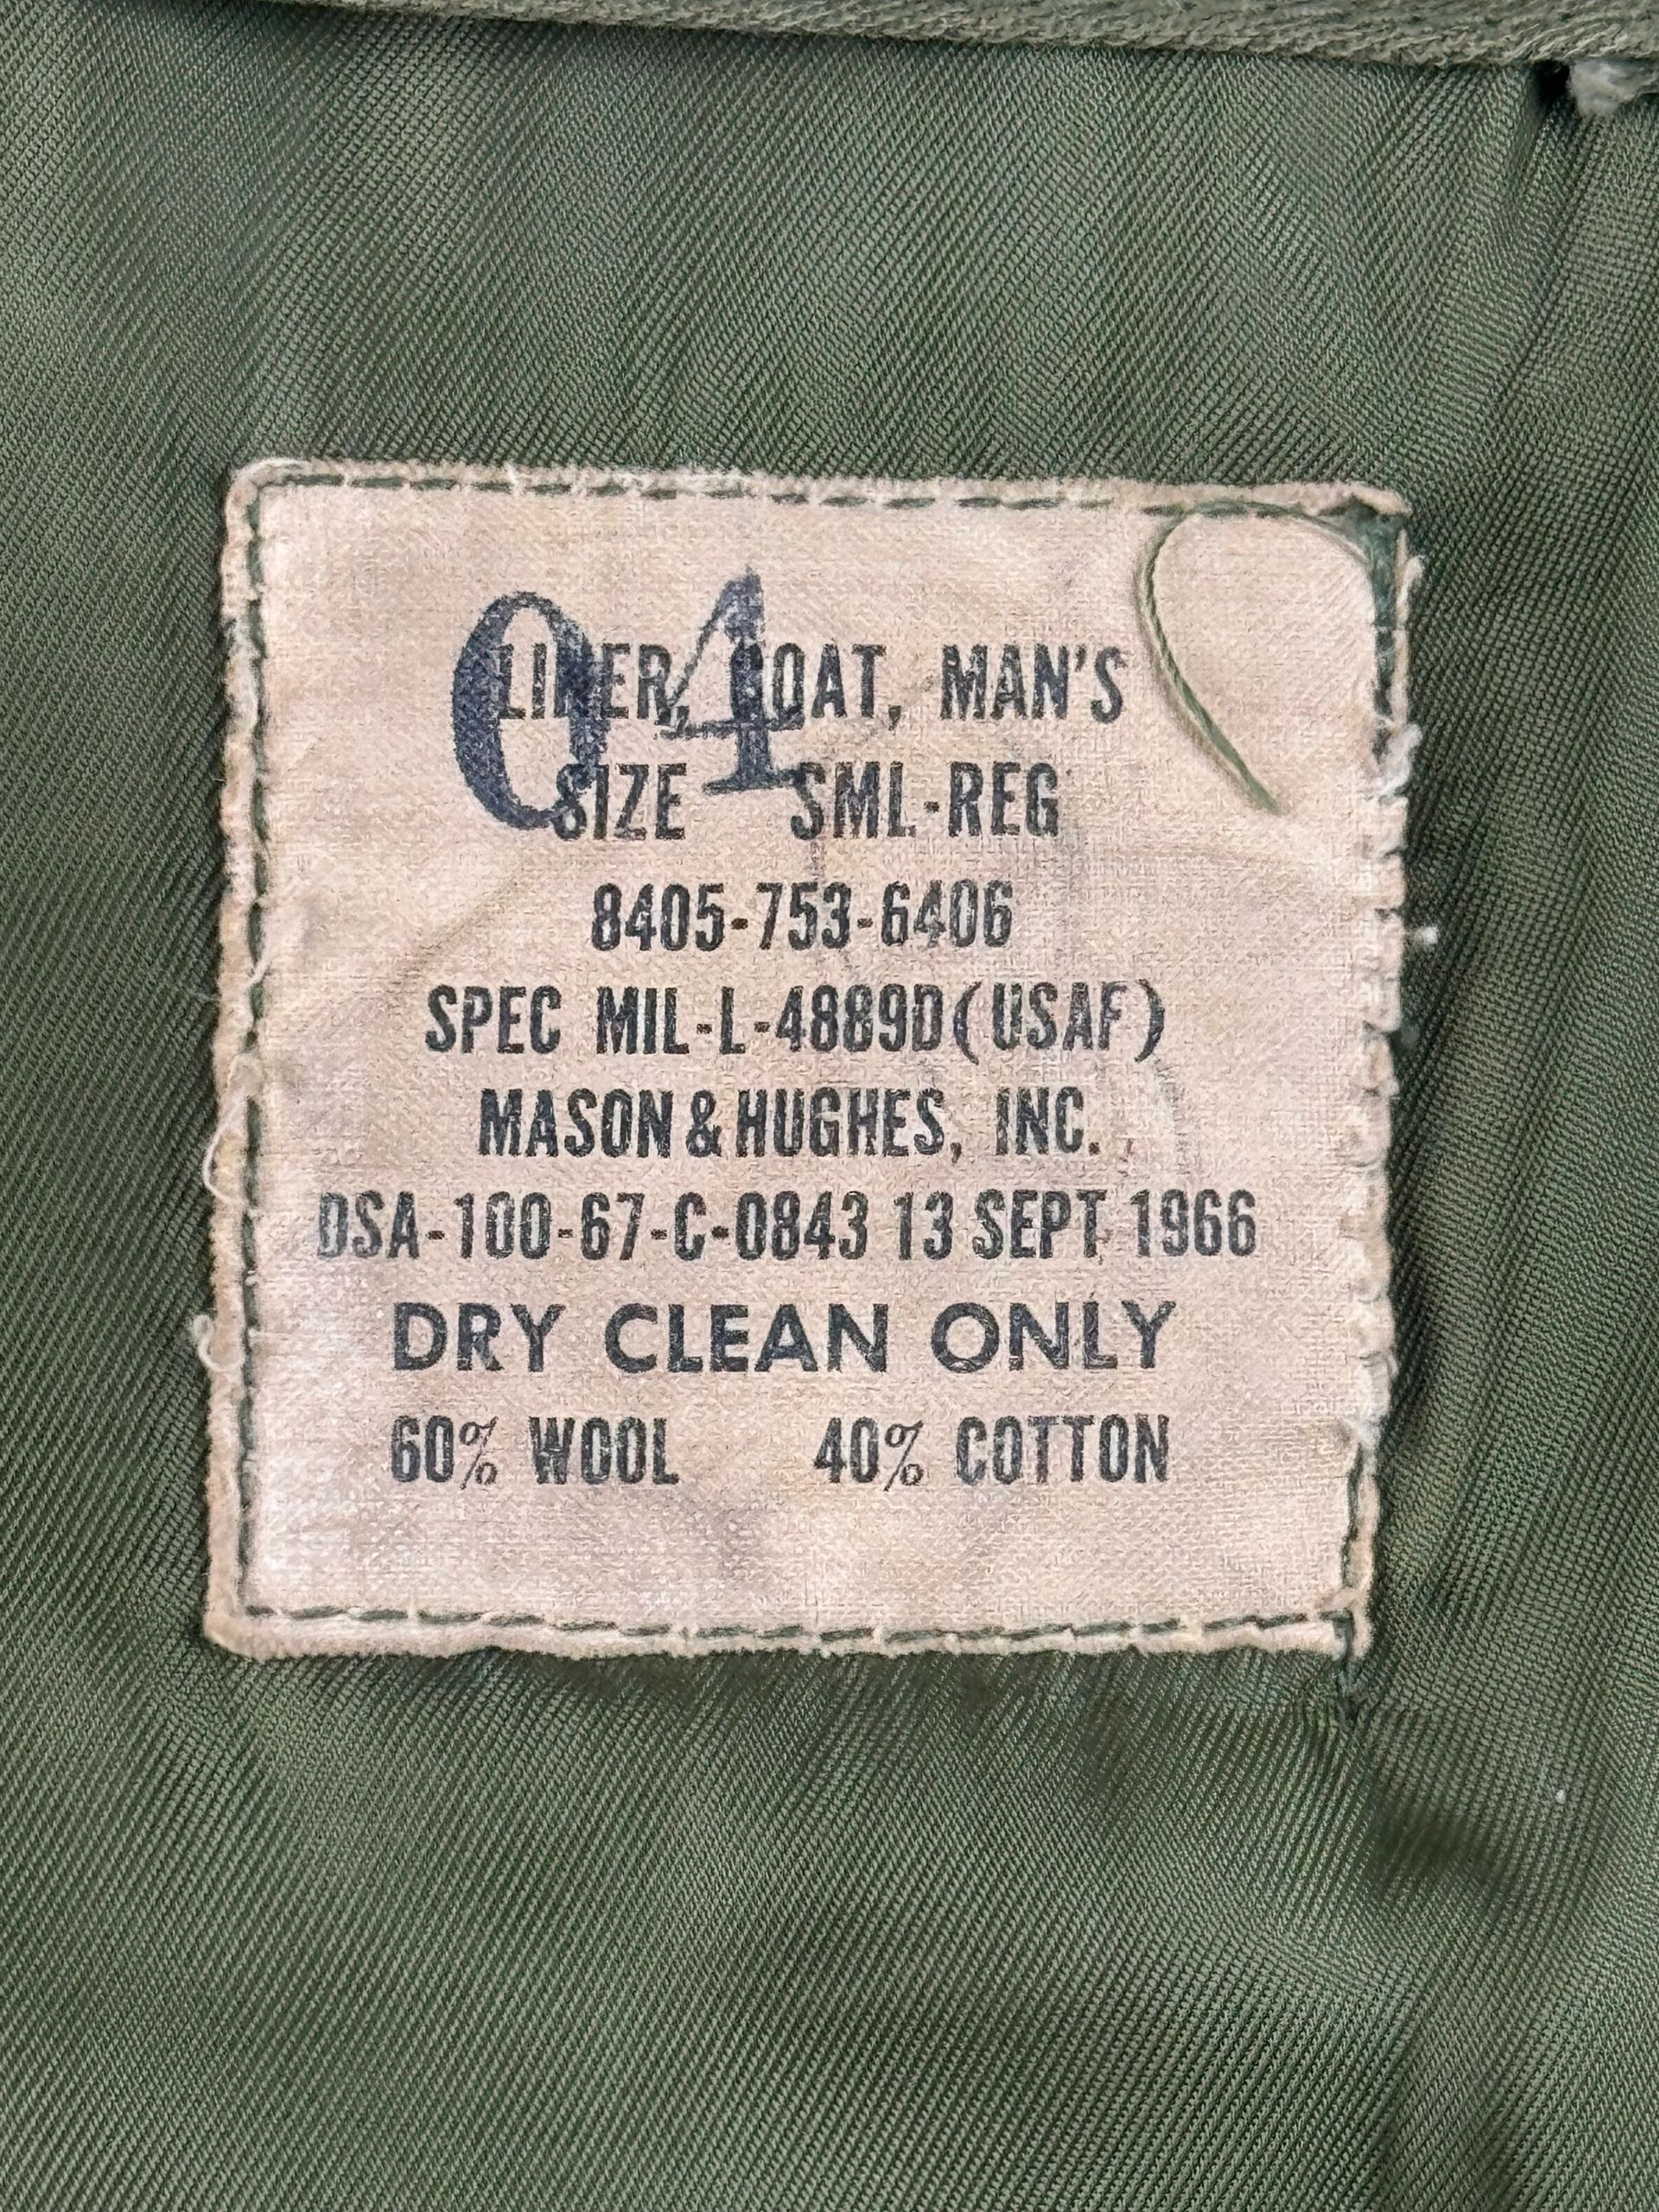 04
LINER, COAT, MAN'S
SIZE SML-REG
8405-753-6406
SPEC MIL-L-4889D(USAF)
MASON & HUGHES, INC.
DSA-100-67-C-0843 13 SEPT 1966
DRY CLEAN ONLY
60% WOOL 40% COTTON